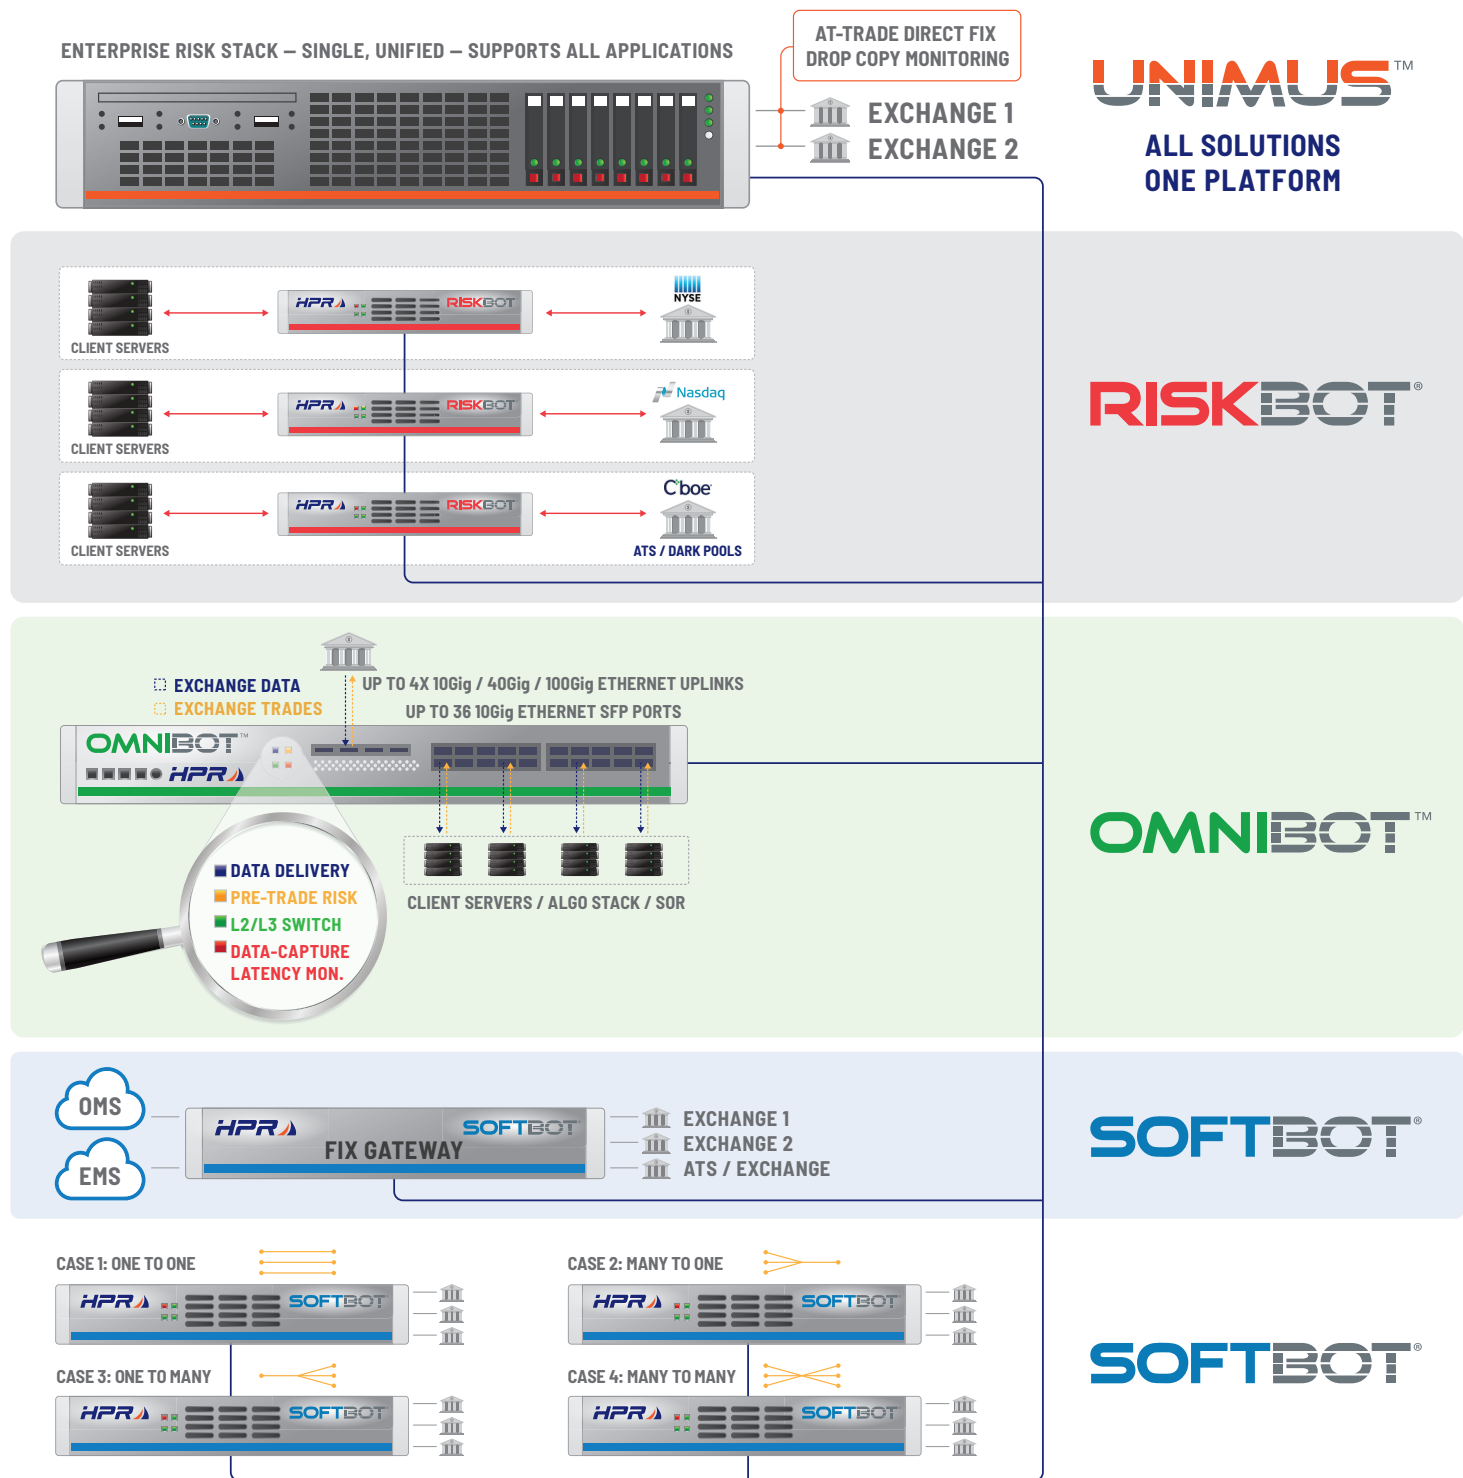 ENTERPRISE RISK STACK – SINGLE, UNIFIED – SUPPORTS ALL APPLICATIONS
AT-TRADE DIRECT FIX
DROP COPY MONITORING
EXCHANGE 1
EXCHANGE 2
UNIMUS™
ALL SOLUTIONS
ONE PLATFORM
CLIENT SERVERS
HPR RISKBOT
NYSE
CLIENT SERVERS
HPR RISKBOT
Nasdaq
CLIENT SERVERS
HPR RISKBOT
Cboe
ATS / DARK POOLS
RISKBOT®
EXCHANGE DATA
EXCHANGE TRADES
UP TO 4X 10Gig / 40Gig / 100Gig ETHERNET UPLINKS
UP TO 36 10Gig ETHERNET SFP PORTS
OMNIBOT™
HPR
DATA DELIVERY
PRE-TRADE RISK
L2/L3 SWITCH
DATA-CAPTURE
LATENCY MON.
CLIENT SERVERS / ALGO STACK / SOR
OMNIBOT™
OMS
EMS
HPR SOFTBOT
FIX GATEWAY
EXCHANGE 1
EXCHANGE 2
ATS / EXCHANGE
SOFTBOT®
CASE 1: ONE TO ONE
HPR SOFTBOT
CASE 2: MANY TO ONE
HPR SOFTBOT
CASE 3: ONE TO MANY
HPR SOFTBOT
CASE 4: MANY TO MANY
HPR SOFTBOT
SOFTBOT®